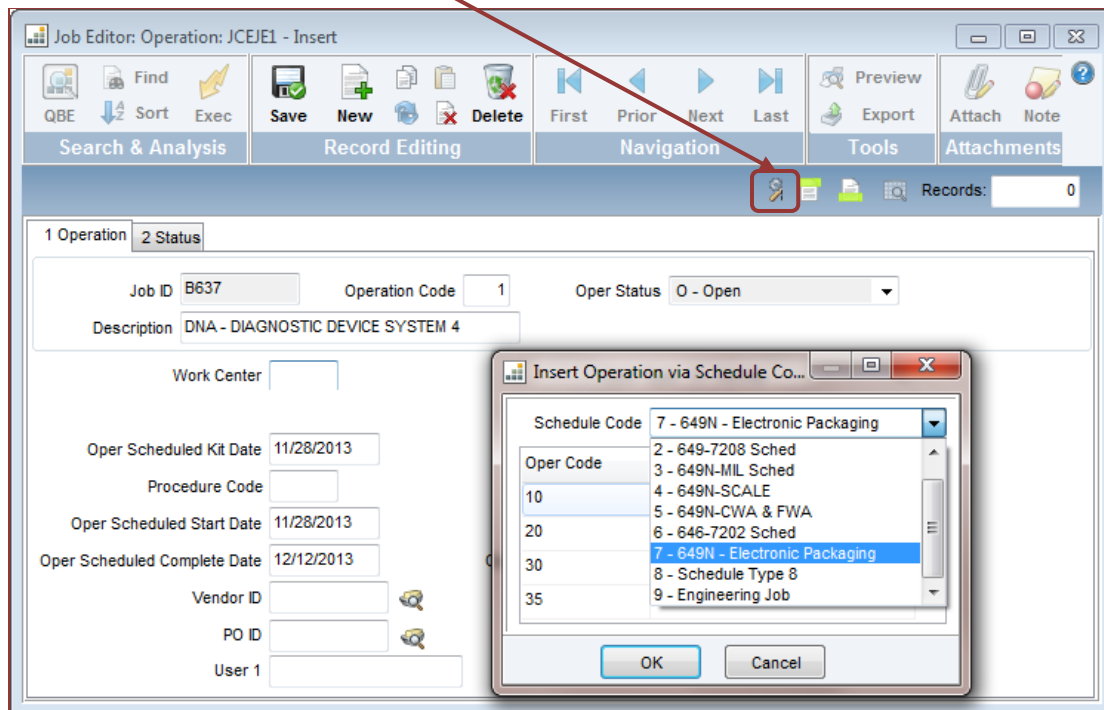 Job Editor: Operation: JCEJE1 - Insert
QBE Find Sort Exec Save New Delete First Prior Next Last Preview Export Attach Note
Search & Analysis Record Editing Navigation Tools Attachments
Records: 0
1 Operation 2 Status
Job ID B637 Operation Code 1 Oper Status O - Open
Description DNA - DIAGNOSTIC DEVICE SYSTEM 4
Work Center
Oper Scheduled Kit Date 11/28/2013
Procedure Code
Oper Scheduled Start Date 11/28/2013
Oper Scheduled Complete Date 12/12/2013
Vendor ID
PO ID
User 1
Insert Operation via Schedule Co...
Schedule Code 7 - 649N - Electronic Packaging
Oper Code
10
20
30
35
2 - 649-7208 Sched
3 - 649N-MIL Sched
4 - 649N-SCALE
5 - 649N-CWA & FWA
6 - 646-7202 Sched
7 - 649N - Electronic Packaging
8 - Schedule Type 8
9 - Engineering Job
OK Cancel